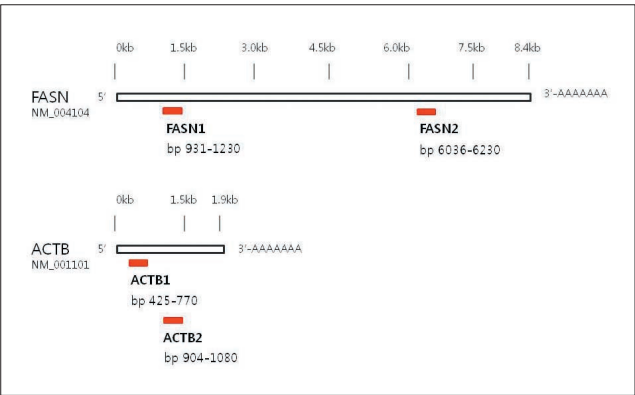 0kb 1.5kb 3.0kb 4.5kb 6.0kb 7.5kb 8.4kb
FASN 5' 3'-AAAAAAA
NM_004104
FASN1 FASN2
bp 931-1230 bp 6036-6230
0kb 1.5kb 1.9kb
ACTB 5' 3'-AAAAAAA
NM_001101
ACTB1
bp 425-770
ACTB2
bp 904-1080